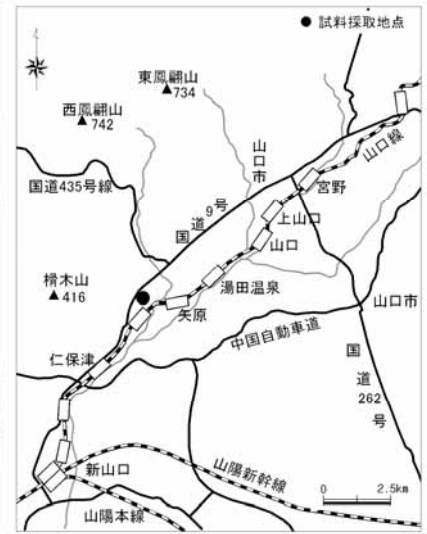 ● 試料採取地点
東鳳翩山
▲734
西鳳翩山
▲742
国道435号線
山口市
山口線
宮野
国道9号
上山口
山口
湯田温泉
榾木山
▲416
矢原
山口市
仁保津
中国自動車道
国道262号
新山口
山陽新幹線
山陽本線
0 2.5km